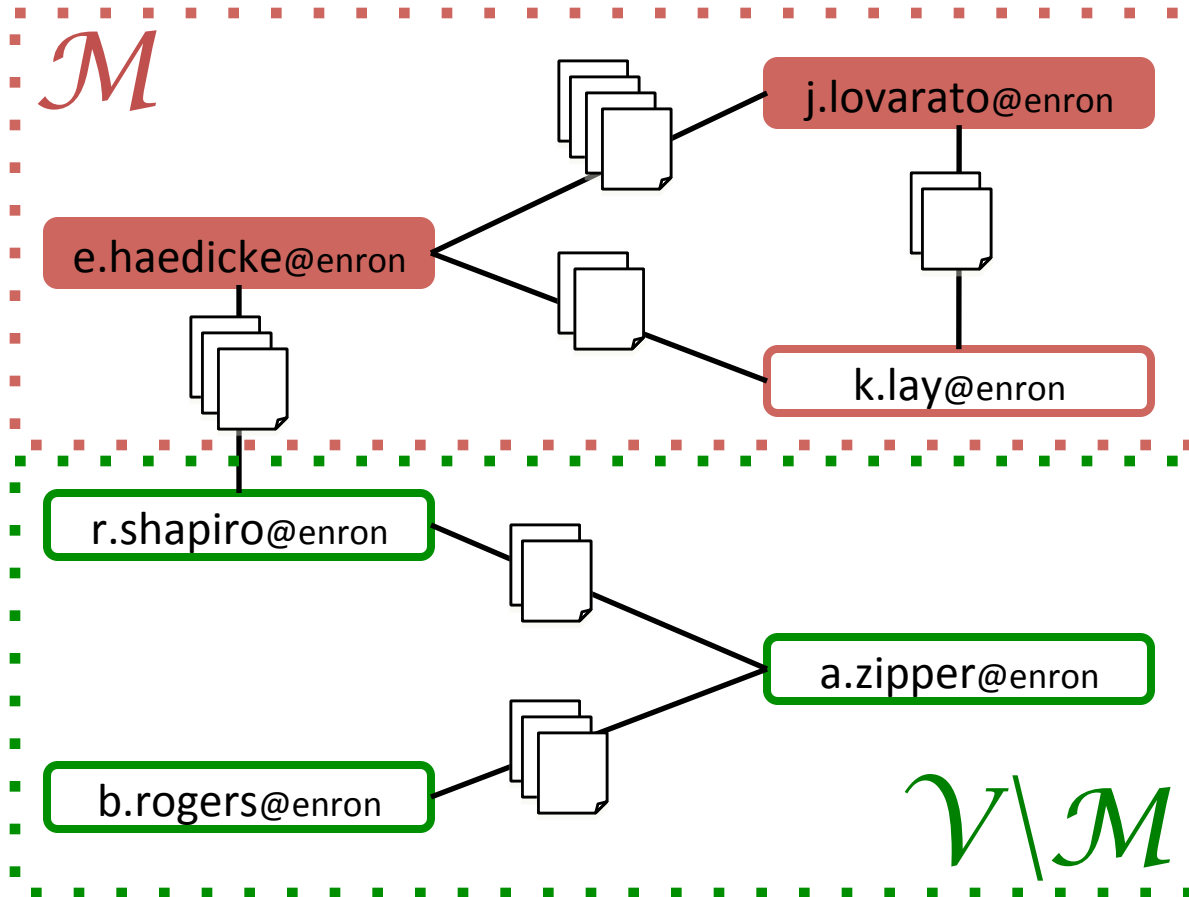 ℳ
j.lovarato@enron
e.haedicke@enron
k.lay@enron
r.shapiro@enron
a.zipper@enron
b.rogers@enron
𝒱\ℳ